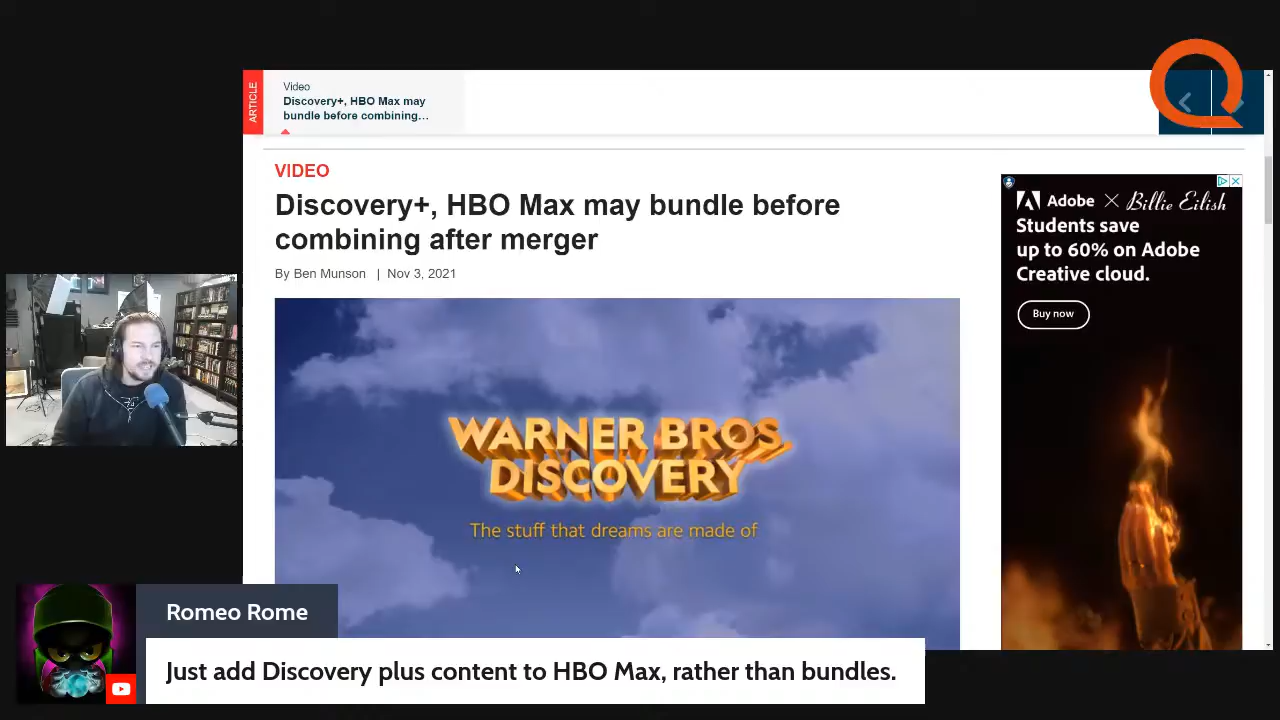 ARTICLE
Video
Discovery+, HBO Max may
bundle before combining…
VIDEO
Discovery+, HBO Max may bundle before
combining after merger
By Ben Munson | Nov 3, 2021
WARNER BROS.
DISCOVERY
The stuff that dreams are made of
Adobe × Billie Eilish
Students save
up to 60% on Adobe
Creative cloud.
Buy now
Romeo Rome
Just add Discovery plus content to HBO Max, rather than bundles.